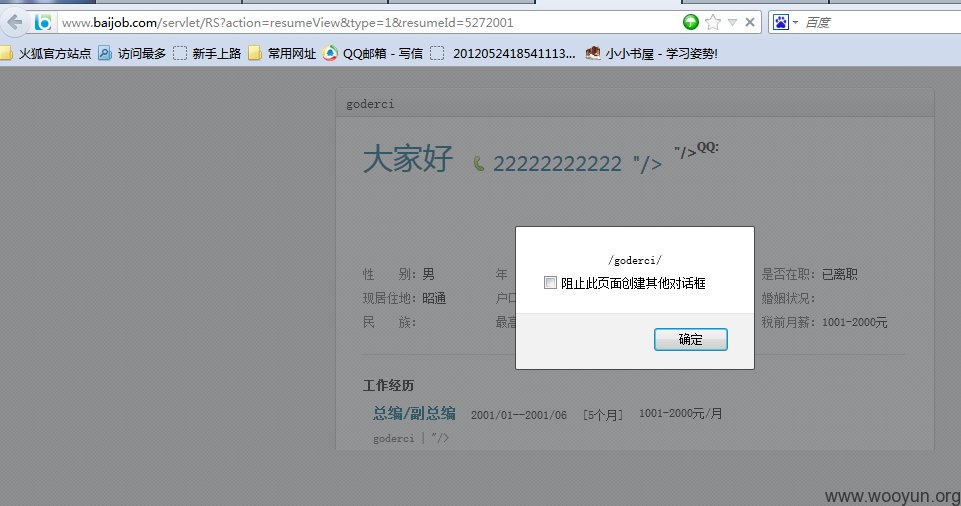 www.baijob.com/servlet/RS?action=resumeView&type=1&resumeId=5272001
百度
火狐官方站点 访问最多 新手上路 常用网址 QQ邮箱 - 写信 2012052418541113... 小小书屋 - 学习姿势!
goderci
大家好 22222222222 "/> "/>QQ:
/goderci/
阻止此页面创建其他对话框
确定
性 别: 男 年 是否在职: 已离职
现居住地: 昭通 户口 婚姻状况:
民 族: 最高 税前月薪: 1001-2000元
工作经历
总编/副总编 2001/01--2001/06 [5个月] 1001-2000元/月
goderci | "/>
www.wooyun.org